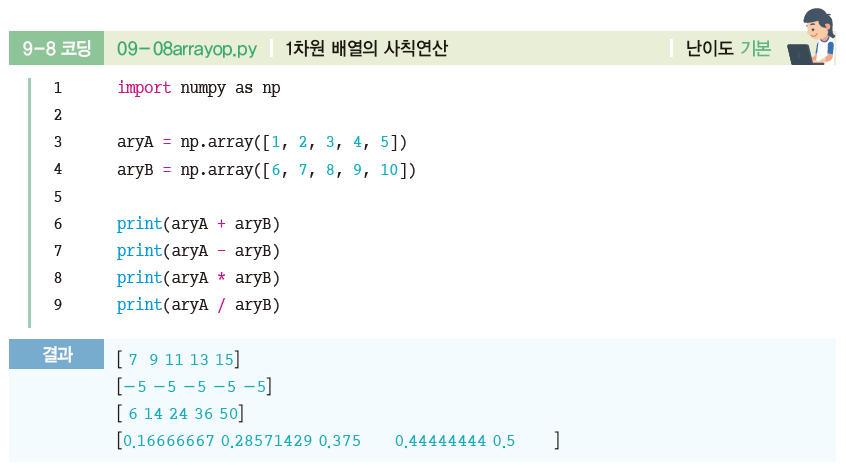 9-8 코딩 09-08arrayop.py 1차원 배열의 사칙연산 난이도 기본
1 import numpy as np
2
3 aryA = np.array([1, 2, 3, 4, 5])
4 aryB = np.array([6, 7, 8, 9, 10])
5
6 print(aryA + aryB)
7 print(aryA - aryB)
8 print(aryA * aryB)
9 print(aryA / aryB)
결과
[ 7  9 11 13 15]
[-5 -5 -5 -5 -5]
[ 6 14 24 36 50]
[0.16666667 0.28571429 0.375      0.44444444 0.5       ]